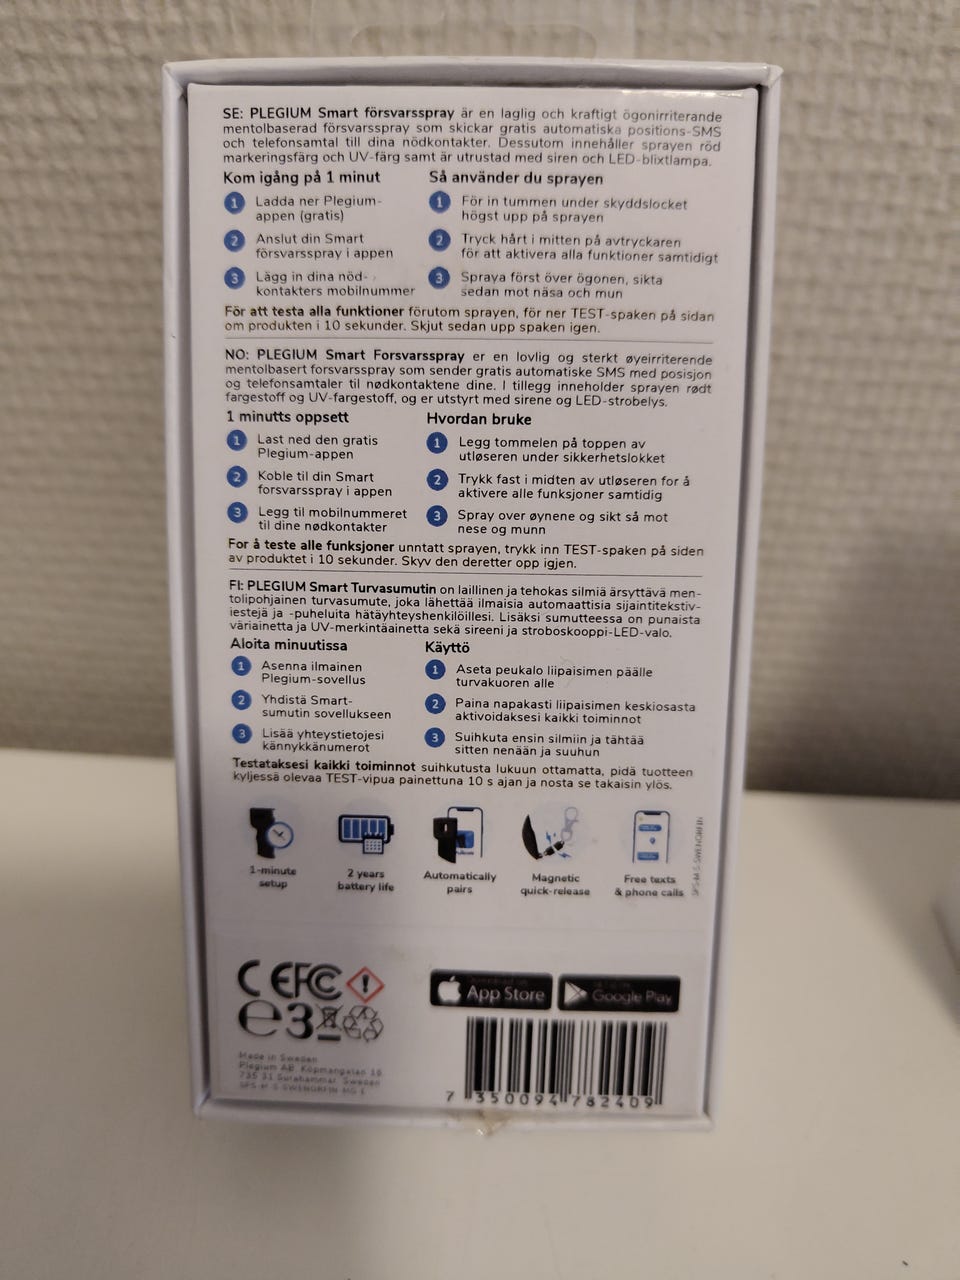 SE: PLEGIUM Smart försvarsspray är en laglig och kraftigt ögonirriterande
mentolbaserad försvarsspray som skickar gratis automatiska positions-SMS
och telefonsamtal till dina nödkontakter. Dessutom innehåller sprayen röd
markeringsfärg och UV-färg samt är utrustad med siren och LED-blixtlampa.
Kom igång på 1 minut
1 Ladda ner Plegium-
appen (gratis)
2 Anslut din Smart
försvarsspray i appen
3 Lägg in dina nöd-
kontakters mobilnummer
Så använder du sprayen
1 För in tummen under skyddslocket
högst upp på sprayen
2 Tryck hårt i mitten på avtryckaren
för att aktivera alla funktioner samtidigt
3 Spraya först över ögonen, sikta
sedan mot näsa och mun
För att testa alla funktioner förutom sprayen, för ner TEST-spaken på sidan
om produkten i 10 sekunder. Skjut sedan upp spaken igen.
NO: PLEGIUM Smart Forsvarsspray er en lovlig og sterkt øyeirriterende
mentolbasert forsvarsspray som sender gratis automatiske SMS med posisjon
og telefonsamtaler til nødkontaktene dine. I tillegg inneholder sprayen rødt
fargestoff og UV-fargestoff, og er utstyrt med sirene og LED-strobelys.
1 minutts oppsett
1 Last ned den gratis
Plegium-appen
2 Koble til din Smart
forsvarsspray i appen
3 Legg til mobilnummeret
til dine nødkontakter
Hvordan bruke
1 Legg tommelen på toppen av
utløseren under sikkerhetslokket
2 Trykk fast i midten av utløseren for å
aktivere alle funksjoner samtidig
3 Spray over øynene og sikt så mot
nese og munn
For å teste alle funksjoner unntatt sprayen, trykk inn TEST-spaken på siden
av produktet i 10 sekunder. Skyv den deretter opp igjen.
FI: PLEGIUM Smart Turvasumutin on laillinen ja tehokas silmiä ärsyttävä men-
tolipohjainen turvasumute, joka lähettää ilmaisia automaattisia sijaintitekstiv-
iestejä ja -puheluita hätäyhteyshenkilöillesi. Lisäksi sumutteessa on punaista
väriainetta ja UV-merkintäainetta sekä sireeni ja stroboskooppi-LED-valo.
Aloita minuutissa
1 Asenna ilmainen
Plegium-sovellus
2 Yhdistä Smart-
sumutin sovellukseen
3 Lisää yhteystietojesi
kännykkänumerot
Käyttö
1 Aseta peukalo liipaisimen päälle
turvakuoren alle
2 Paina napakasti liipaisimen keskiosasta
aktivoidaksesi kaikki toiminnot
3 Suihkuta ensin silmiin ja tähtää
sitten nenään ja suuhun
Testataksesi kaikki toiminnot suihkutusta lukuun ottamatta, pidä tuotteen
kyljessä olevaa TEST-vipua painettuna 10 s ajan ja nosta se takaisin ylös.
1-minute
setup
2 years
battery life
Automatically
pairs
Magnetic
quick-release
Free texts
& phone calls
CE FC
e3
App Store
Google Play
Made in Sweden
Plegium AB, Köpmangatan 16
735 31 Surahammar, Sweden
7 350094 782409